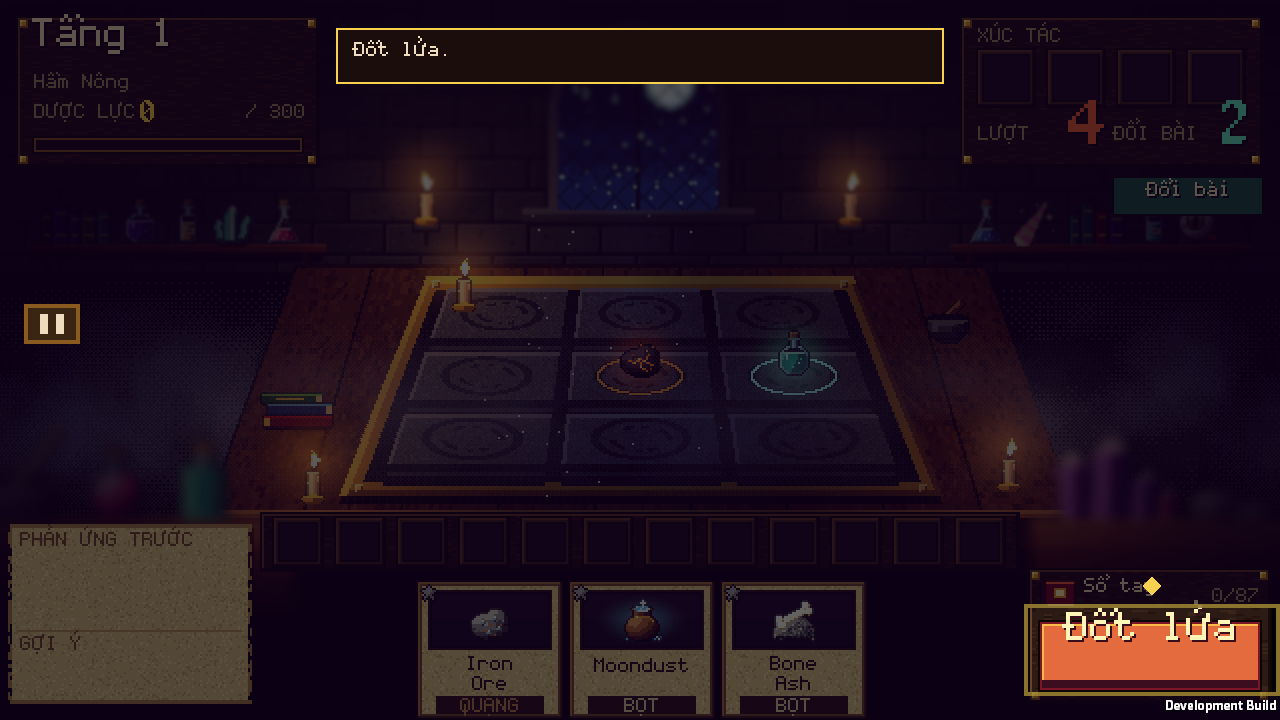 Tầng 1
Hầm Nông
DƯỢC LỰC 0 / 300
Đốt lửa.
XÚC TÁC
LƯỢT 4 ĐỔI BÀI 2
Đổi bài
PHẢN ỨNG TRƯỚC
GỢI Ý
Iron
Ore
QUẶNG
Moondust
BỘT
Bone
Ash
BỘT
Sổ tay
0/87
Đốt lửa
Development Build